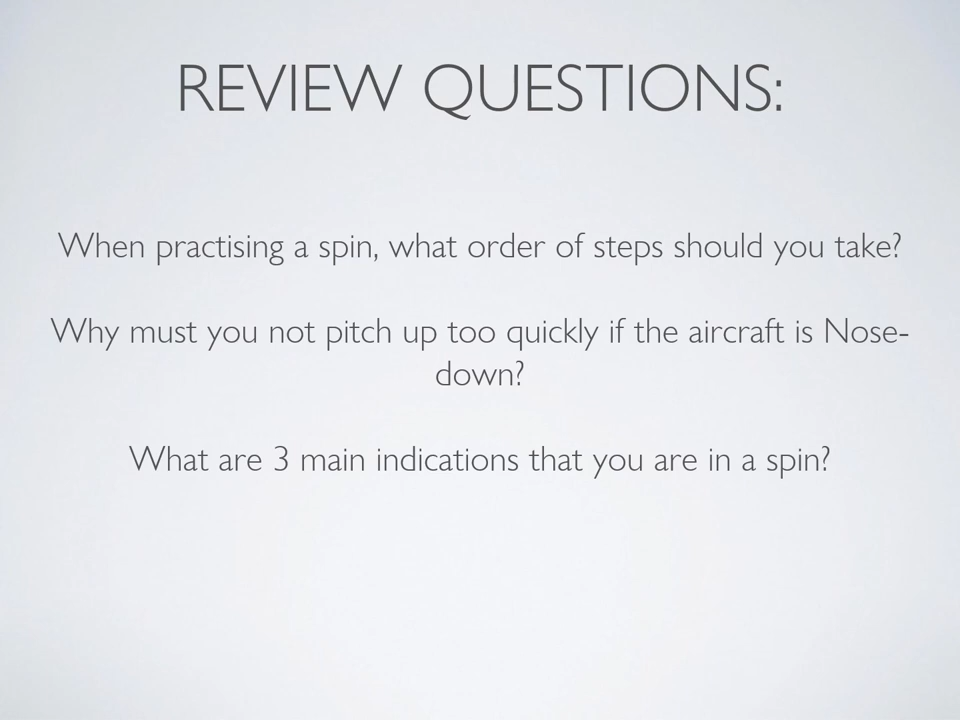 REVIEW QUESTIONS:
When practising a spin, what order of steps should you take?
Why must you not pitch up too quickly if the aircraft is Nose-
down?
What are 3 main indications that you are in a spin?